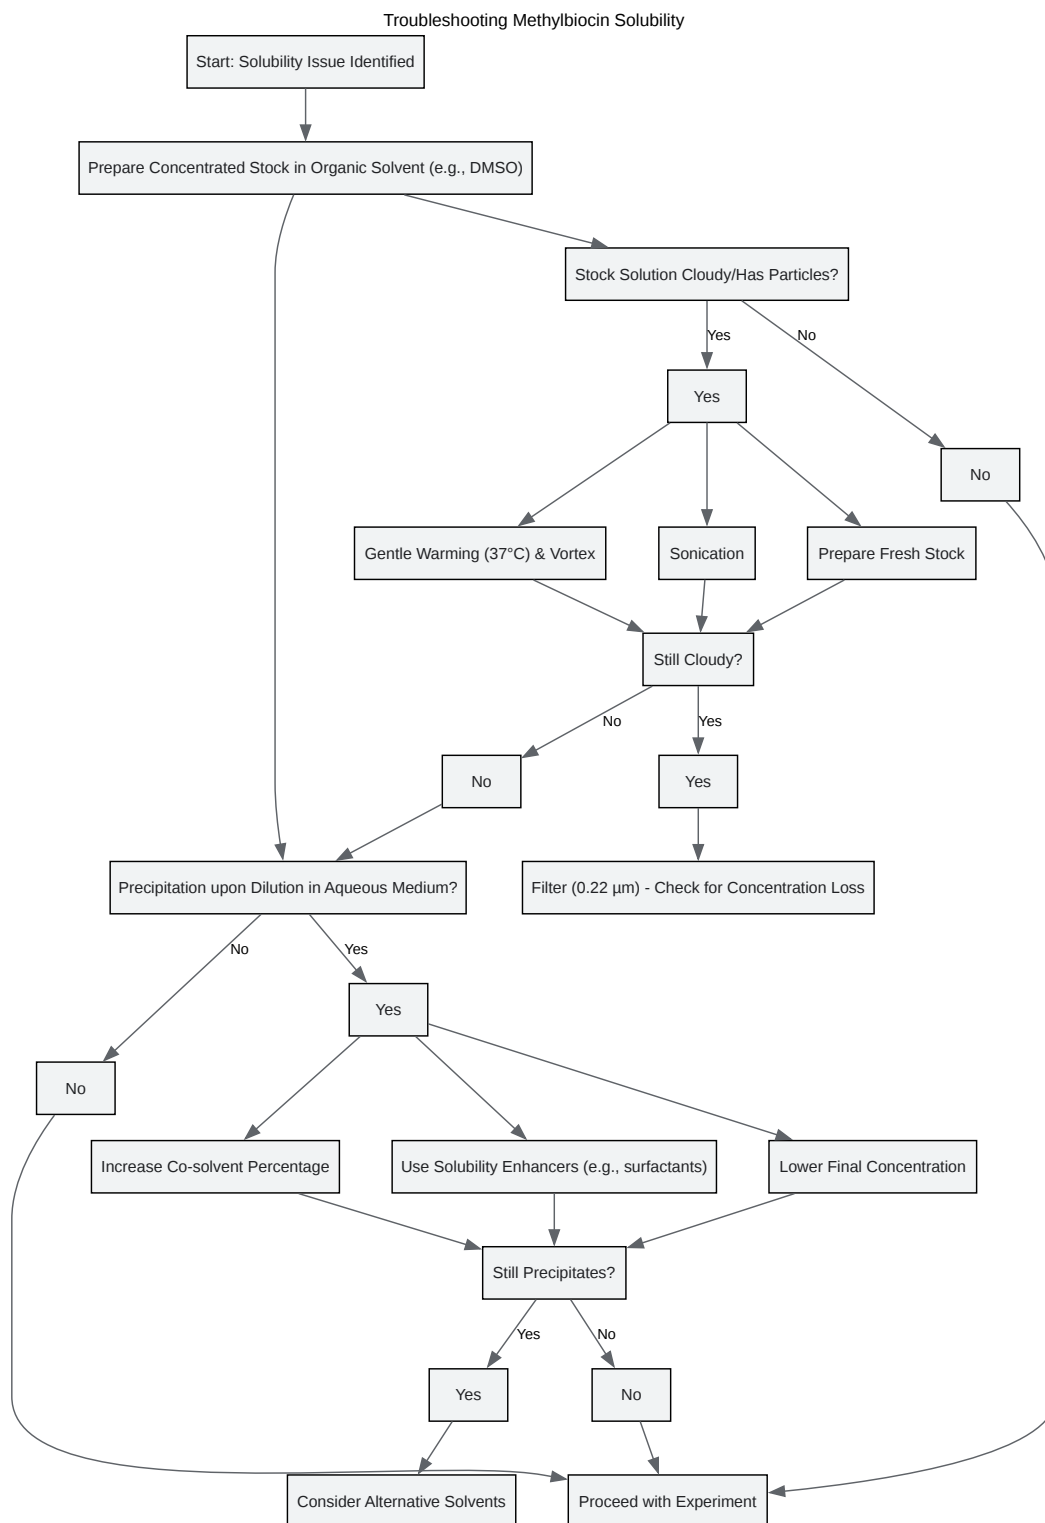 Troubleshooting Methylbiocin Solubility
Start: Solubility Issue Identified
Prepare Concentrated Stock in Organic Solvent (e.g., DMSO)
Stock Solution Cloudy/Has Particles?
Yes
No
Yes
No
Gentle Warming (37°C) & Vortex
Sonication
Prepare Fresh Stock
Still Cloudy?
No
Yes
No
Yes
Precipitation upon Dilution in Aqueous Medium?
Filter (0.22 µm) - Check for Concentration Loss
No
Yes
Yes
No
Increase Co-solvent Percentage
Use Solubility Enhancers (e.g., surfactants)
Lower Final Concentration
Still Precipitates?
Yes
No
Yes
No
Consider Alternative Solvents
Proceed with Experiment